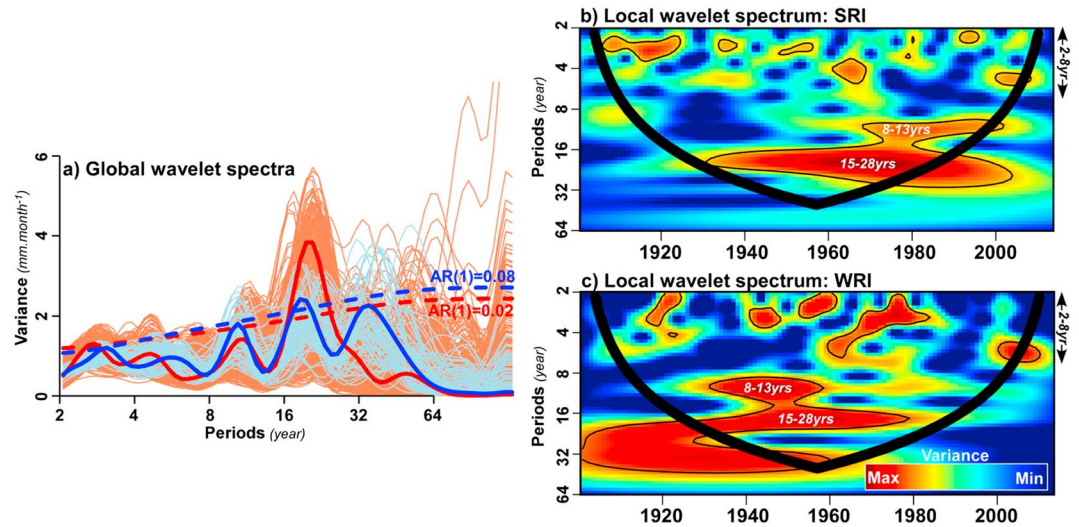 a) Global wavelet spectra
Variance (mm.month⁻¹)
6
4
2
0
AR(1)=0.08
AR(1)=0.02
2 4 8 16 32 64
Periods (year)
b) Local wavelet spectrum: SRI
Periods (year)
2
4
8
16
32
64
2-8yr
8-13yrs
15-28yrs
1920 1940 1960 1980 2000
c) Local wavelet spectrum: WRI
Periods (year)
2
4
8
16
32
64
2-8yr
8-13yrs
15-28yrs
Variance
Max Min
1920 1940 1960 1980 2000